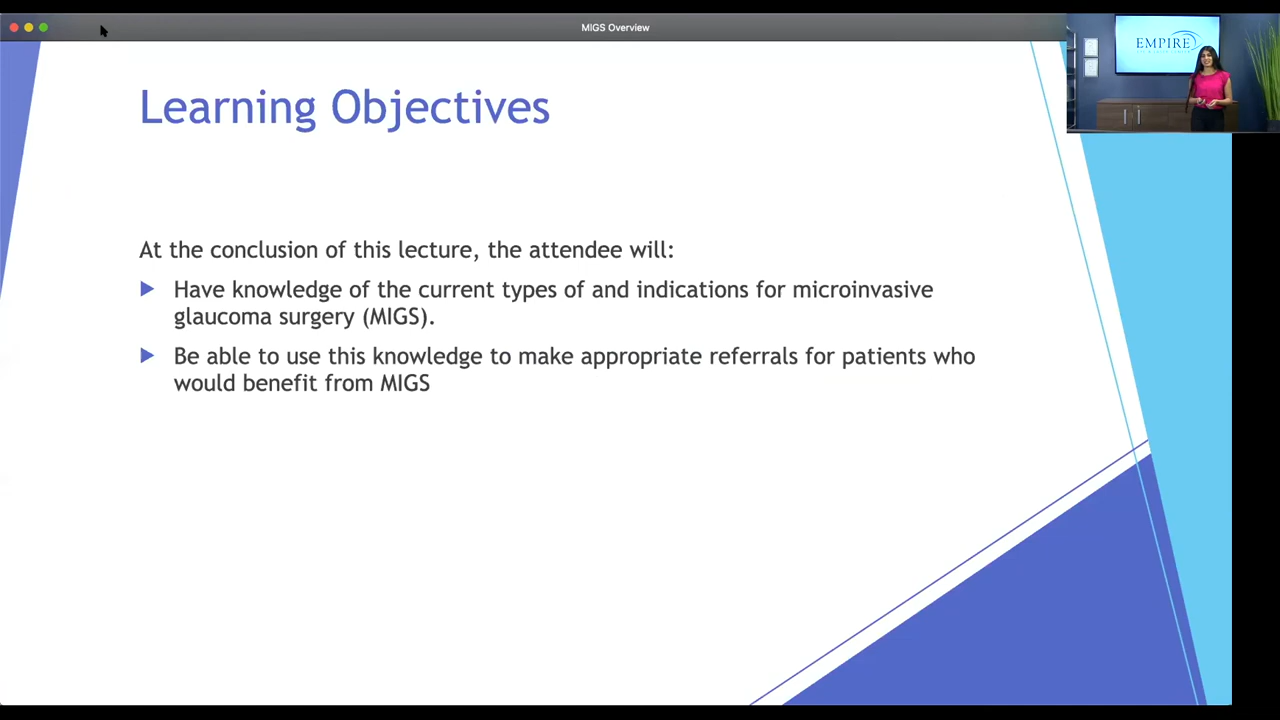 MIGS Overview
EMPIRE
Learning Objectives
At the conclusion of this lecture, the attendee will:
Have knowledge of the current types of and indications for microinvasive
glaucoma surgery (MIGS).
Be able to use this knowledge to make appropriate referrals for patients who
would benefit from MIGS